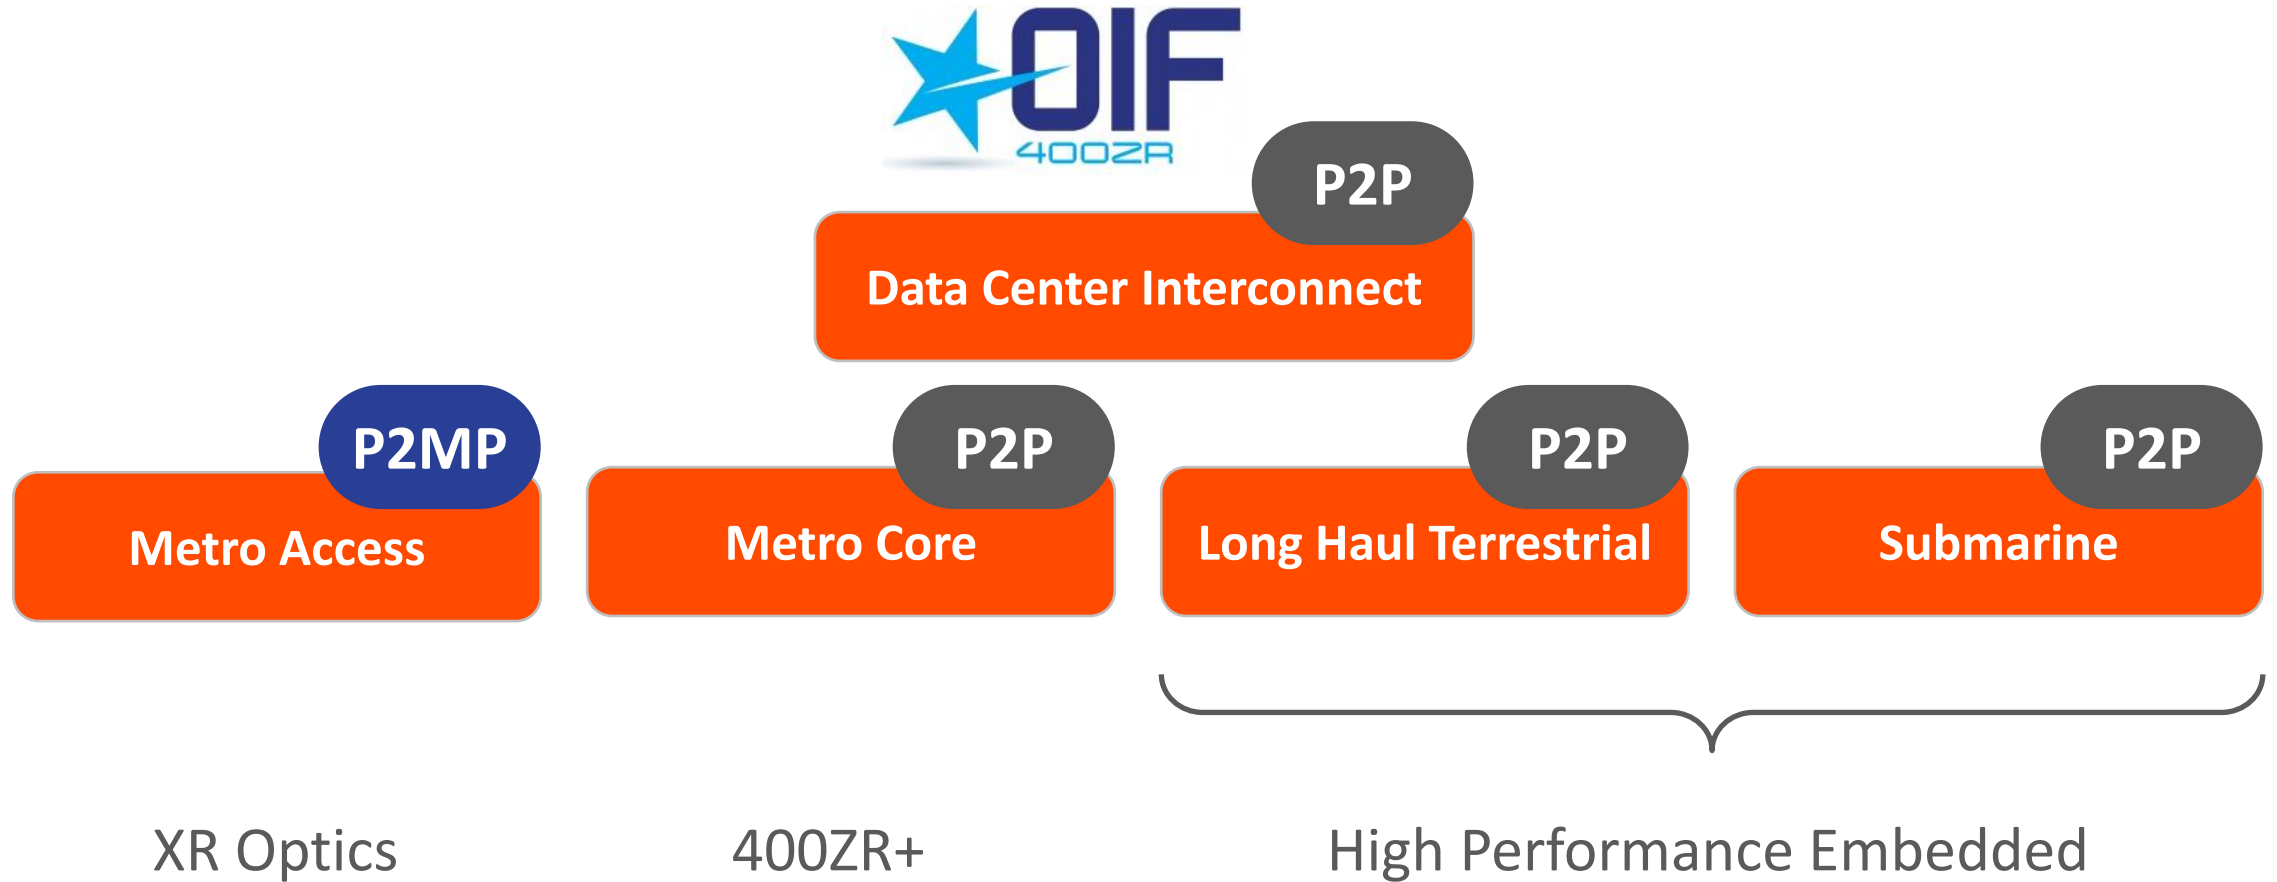 OIF
400ZR
P2P
Data Center Interconnect
P2MP
P2P
P2P
P2P
Metro Access
Metro Core
Long Haul Terrestrial
Submarine
XR Optics
400ZR+
High Performance Embedded